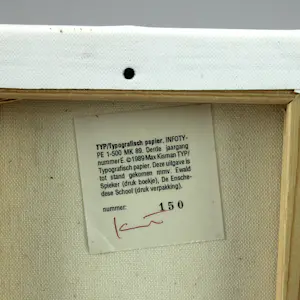 TYP/Typografisch papier. INFOTY-
PE 1-500 MK 89. Derde jaargang
nummer E. ©1989 Max Kisman TYP/
Typografisch papier. Deze uitgave is
tot stand gekomen mmv. Ewald
Spieker (druk boekje), De Ensche-
dese School (druk verpakking).
nummer: 150